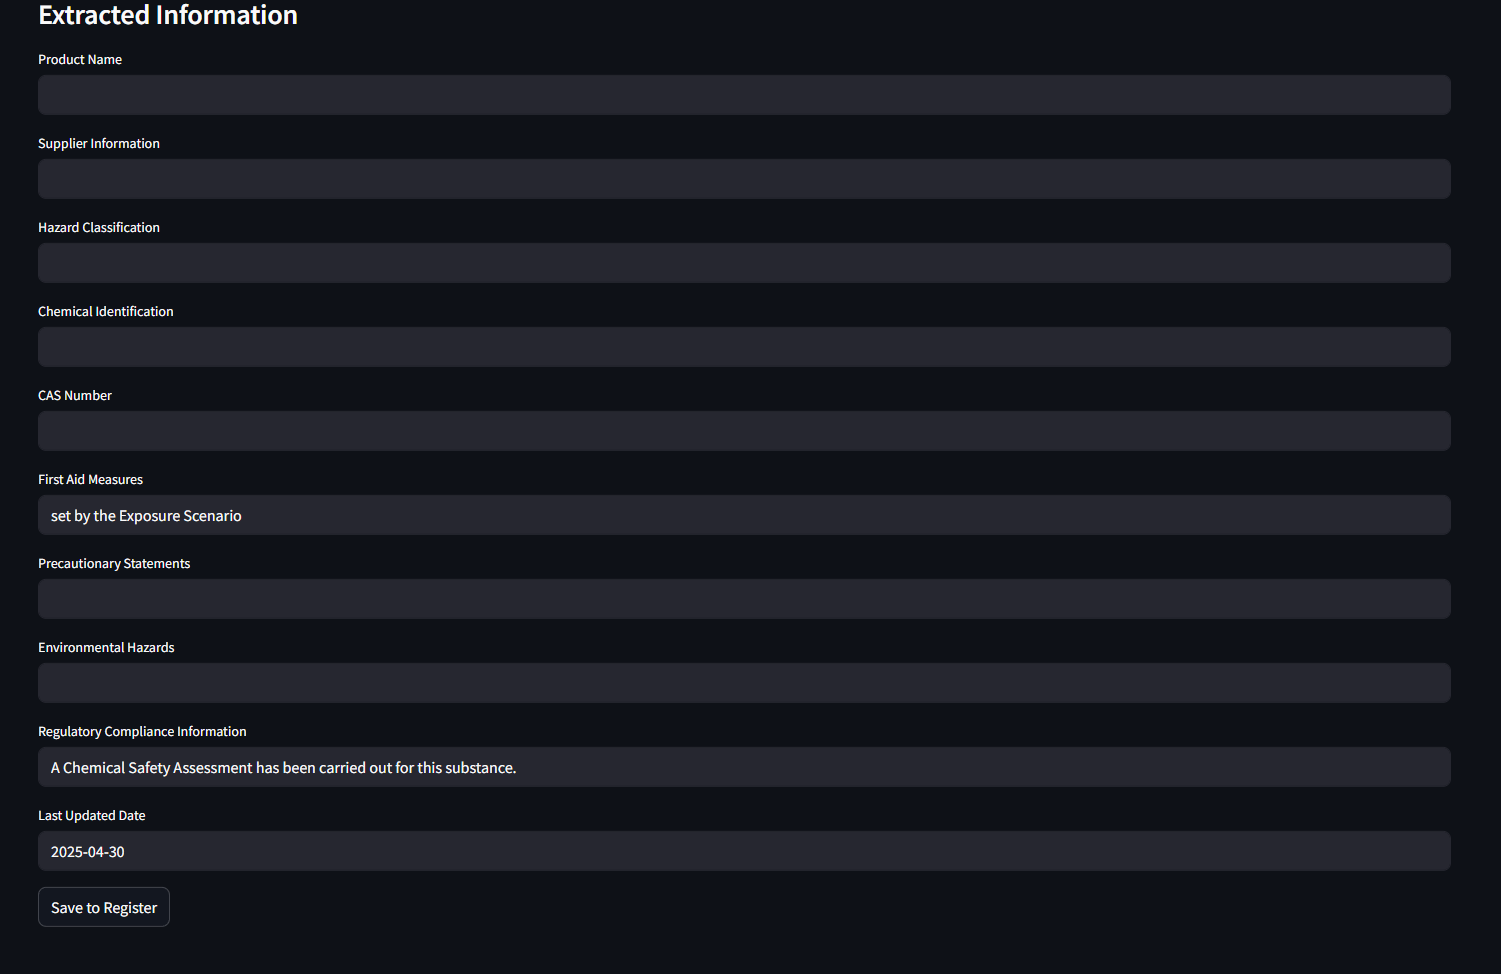 Extracted Information
Product Name
Supplier Information
Hazard Classification
Chemical Identification
CAS Number
First Aid Measures
set by the Exposure Scenario
Precautionary Statements
Environmental Hazards
Regulatory Compliance Information
A Chemical Safety Assessment has been carried out for this substance.
Last Updated Date
2025-04-30
Save to Register